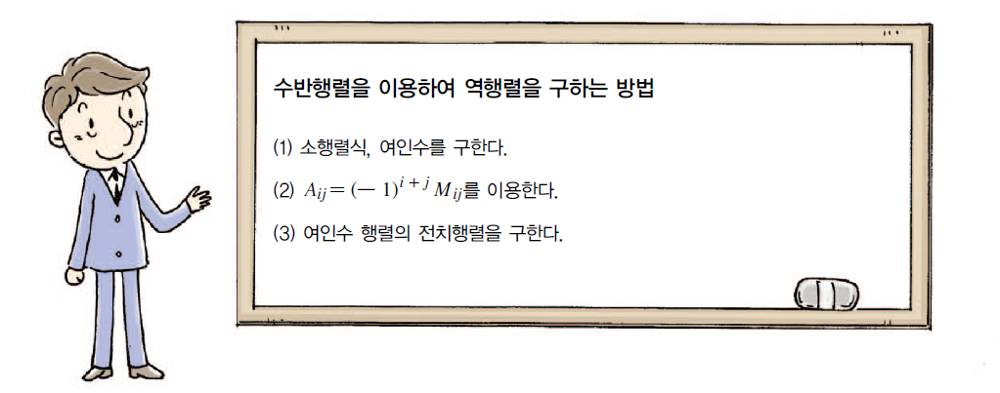 수반행렬을 이용하여 역행렬을 구하는 방법
(1) 소행렬식, 여인수를 구한다.
(2) $A_{ij} = (-1)^{i+j} M_{ij}$를 이용한다.
(3) 여인수 행렬의 전치행렬을 구한다.